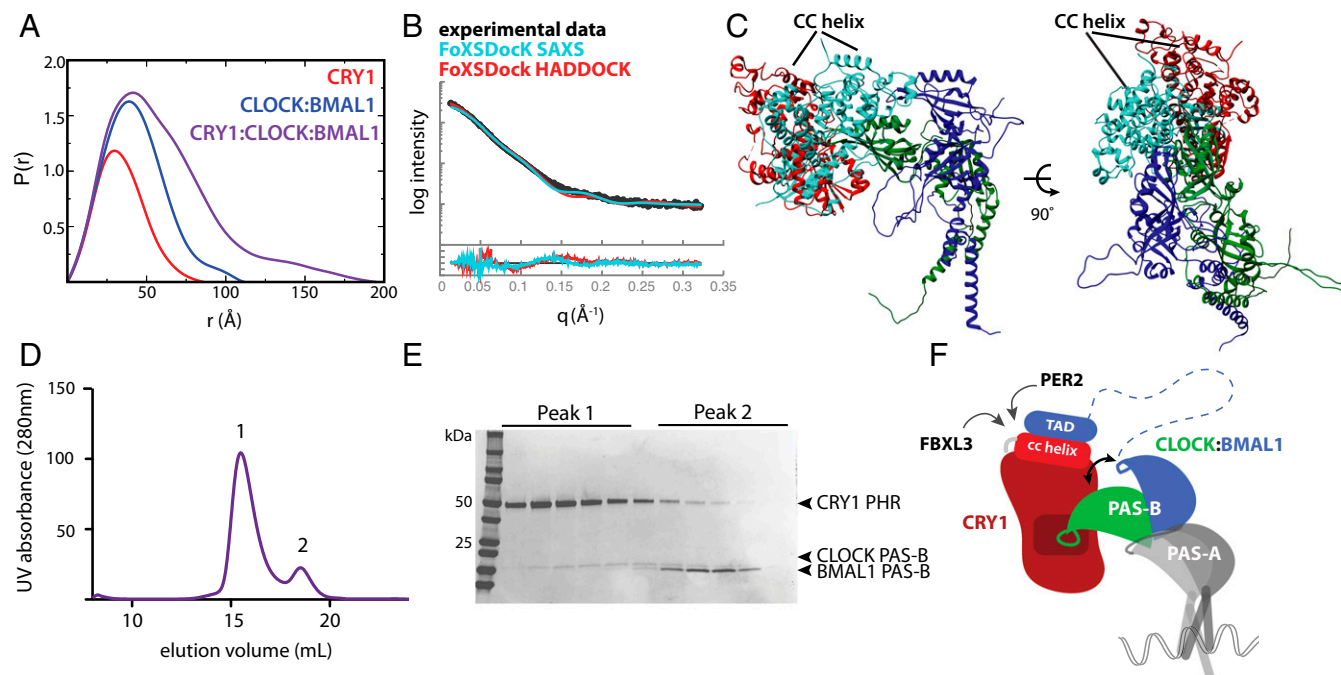 A
2.0
1.5
1.0
0.5
P(r)
50
100
150
200
r (Å)
CRY1
CLOCK:BMAL1
CRY1:CLOCK:BMAL1
B
experimental data
FoXSDocK SAXS
FoXSDock HADDOCK
log intensity
0
0.05
0.1
0.15
0.2
0.25
0.3
0.35
q (Å-1)
C
CC helix
CC helix
90°
D
150
100
50
UV absorbance (280nm)
1
2
10
15
20
elution volume (mL)
E
Peak 1
Peak 2
kDa
50
25
CRY1 PHR
CLOCK PAS-B
BMAL1 PAS-B
F
PER2
FBXL3
TAD
cc helix
CLOCK:BMAL1
CRY1
PAS-B
PAS-A